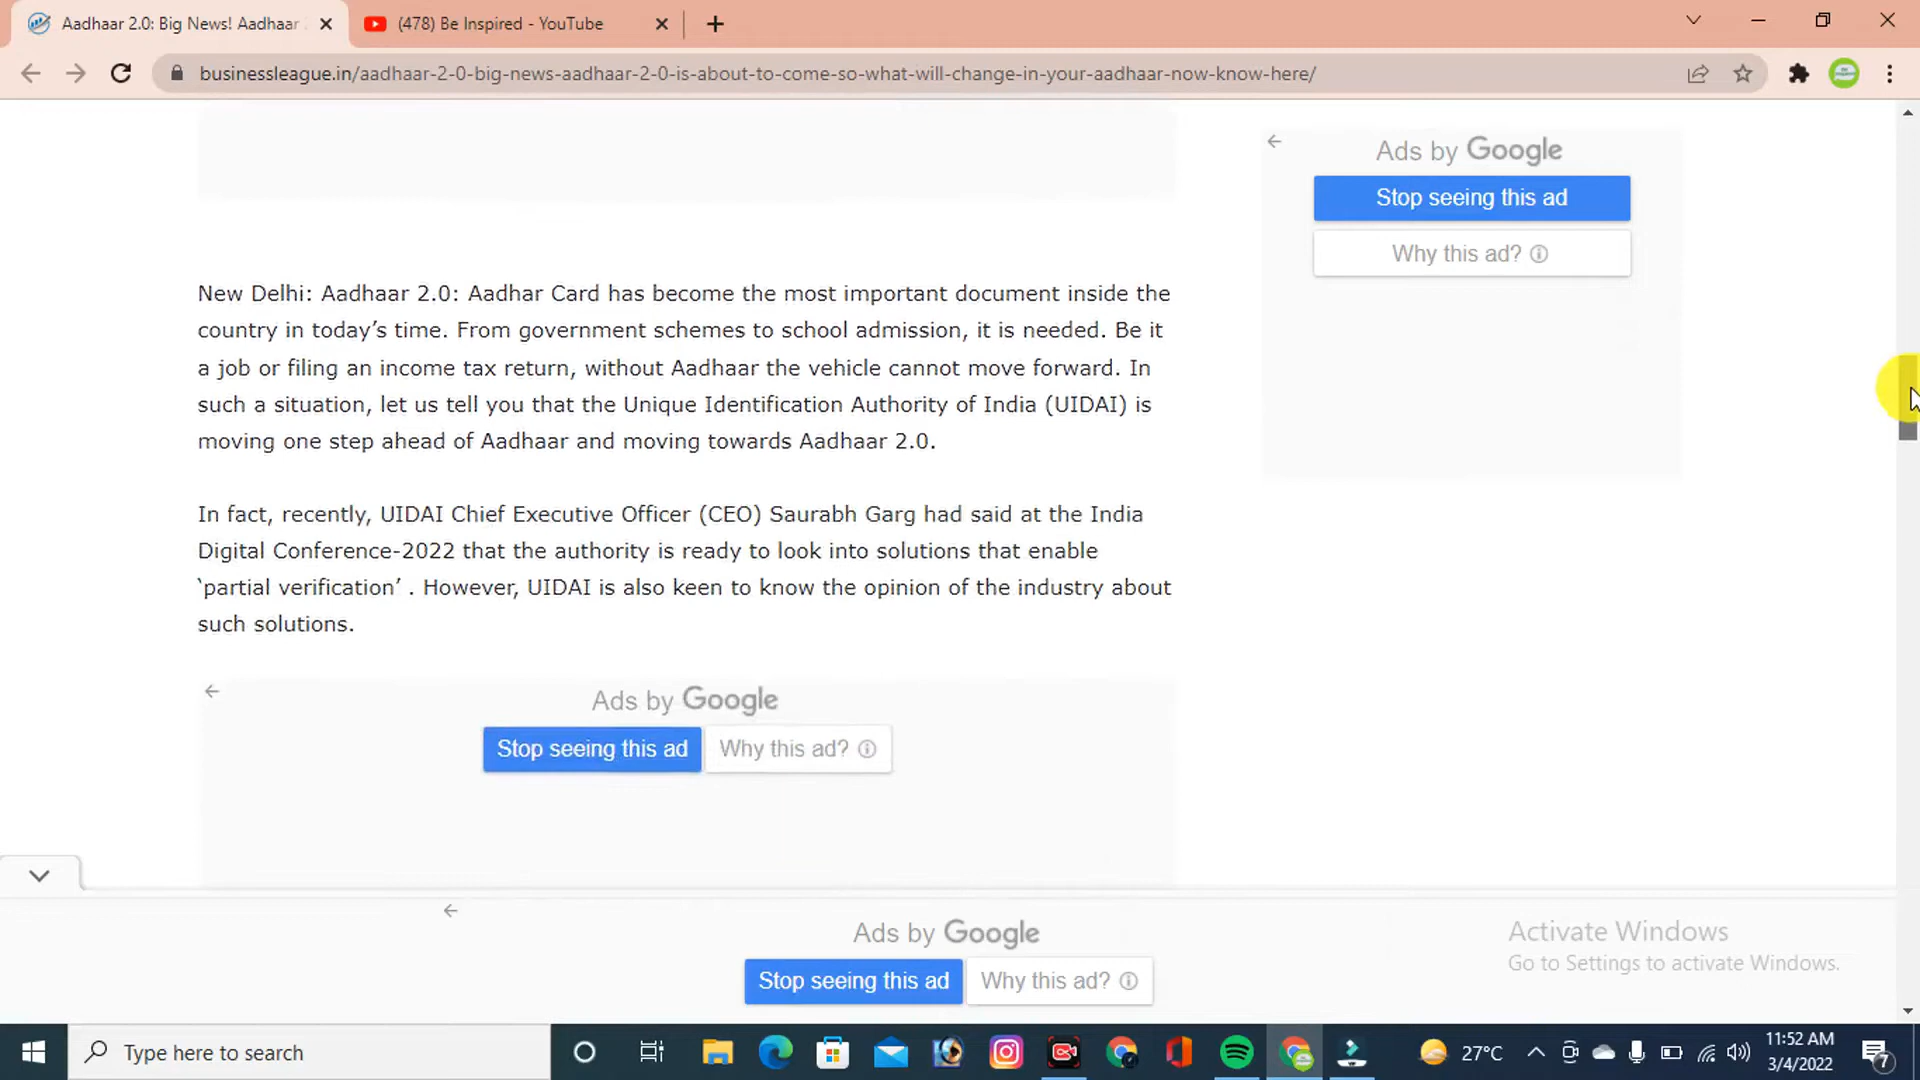 Aadhaar 2.0: Big News! Aadhaar
(478) Be Inspired - YouTube
businessleague.in/aadhaar-2-0-big-news-aadhaar-2-0-is-about-to-come-so-what-will-change-in-your-aadhaar-now-know-here/
Ads by Google
Stop seeing this ad
Why this ad?
New Delhi: Aadhaar 2.0: Aadhar Card has become the most important document inside the
country in today’s time. From government schemes to school admission, it is needed. Be it
a job or filing an income tax return, without Aadhaar the vehicle cannot move forward. In
such a situation, let us tell you that the Unique Identification Authority of India (UIDAI) is
moving one step ahead of Aadhaar and moving towards Aadhaar 2.0.
In fact, recently, UIDAI Chief Executive Officer (CEO) Saurabh Garg had said at the India
Digital Conference-2022 that the authority is ready to look into solutions that enable
‘partial verification’ . However, UIDAI is also keen to know the opinion of the industry about
such solutions.
Ads by Google
Stop seeing this ad Why this ad?
Ads by Google
Stop seeing this ad Why this ad?
Activate Windows
Go to Settings to activate Windows.
Type here to search
27°C
11:52 AM
3/4/2022
7